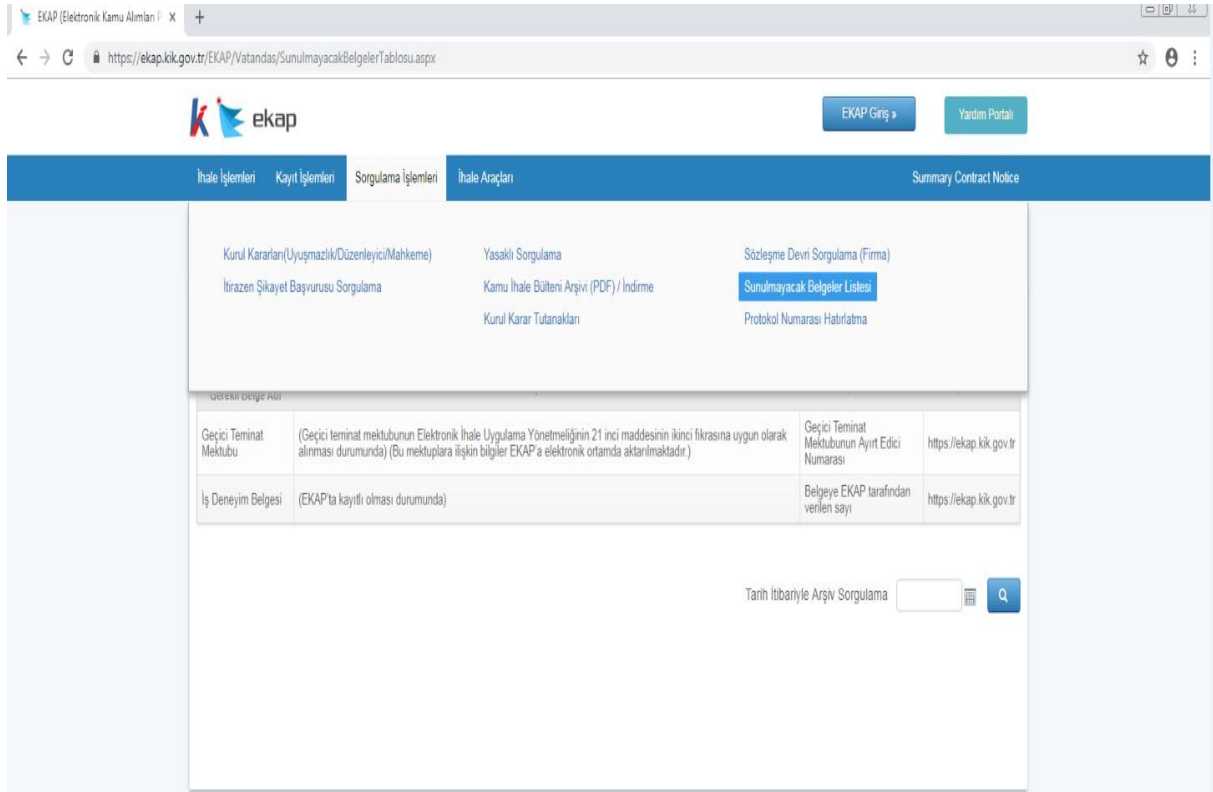 EKAP (Elektronik Kamu Alımları P
https://ekap.kik.gov.tr/EKAP/Vatandas/SunulmayacakBelgelerTablosu.aspx
ekap
EKAP Giriş »
Yardım Portalı
İhale İşlemleri
Kayıt İşlemleri
Sorgulama İşlemleri
İhale Araçları
Summary Contract Notice
Kurul Kararları(Uyuşmazlık/Düzenleyici/Mahkeme)
Yasaklı Sorgulama
Sözleşme Devri Sorgulama (Firma)
İtirazen Şikayet Başvurusu Sorgulama
Kamu İhale Bülteni Arşivi (PDF) / İndirme
Sunulmayacak Belgeler Listesi
Kurul Karar Tutanakları
Protokol Numarası Hatırlatma
Gerekli Belge Adı
Geçici Teminat
Mektubu
(Geçici teminat mektubunun Elektronik İhale Uygulama Yönetmeliğinin 21 inci maddesinin ikinci fıkrasına uygun olarak
alınması durumunda) (Bu mektuplara ilişkin bilgiler EKAP'a elektronik ortamda aktarılmaktadır.)
Geçici Teminat
Mektubunun Ayırt Edici
Numarası
https://ekap.kik.gov.tr
İş Deneyim Belgesi
(EKAP'ta kayıtlı olması durumunda)
Belgeye EKAP tarafından
verilen sayı
https://ekap.kik.gov.tr
Tarih İtibariyle Arşiv Sorgulama